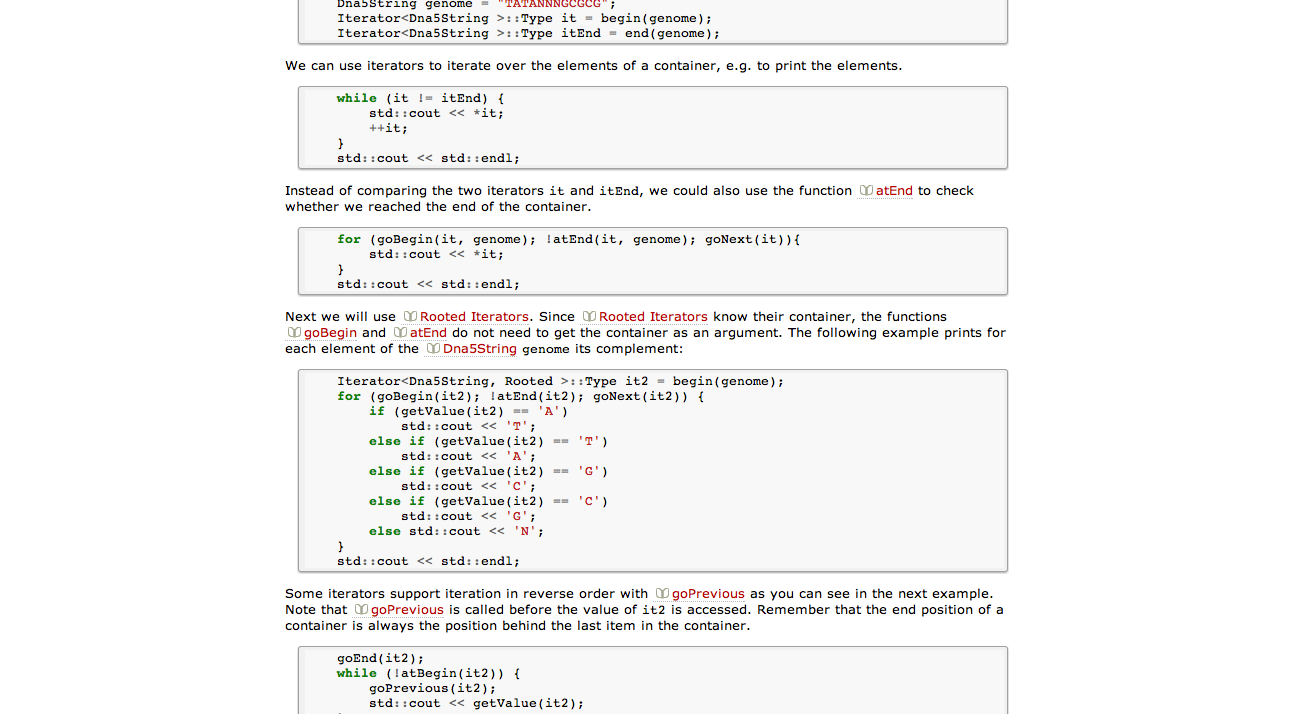 Dna5String genome = "TATANNNGCGCG";
Iterator<Dna5String >::Type it = begin(genome);
Iterator<Dna5String >::Type itEnd = end(genome);
We can use iterators to iterate over the elements of a container, e.g. to print the elements.
while (it != itEnd) {
std::cout << *it;
++it;
}
std::cout << std::endl;
Instead of comparing the two iterators it and itEnd, we could also use the function atEnd to check
whether we reached the end of the container.
for (goBegin(it, genome); !atEnd(it, genome); goNext(it)){
std::cout << *it;
}
std::cout << std::endl;
Next we will use Rooted Iterators. Since Rooted Iterators know their container, the functions
goBegin and atEnd do not need to get the container as an argument. The following example prints for
each element of the Dna5String genome its complement:
Iterator<Dna5String, Rooted >::Type it2 = begin(genome);
for (goBegin(it2); !atEnd(it2); goNext(it2)) {
if (getValue(it2) == 'A')
std::cout << 'T';
else if (getValue(it2) == 'T')
std::cout << 'A';
else if (getValue(it2) == 'G')
std::cout << 'C';
else if (getValue(it2) == 'C')
std::cout << 'G';
else std::cout << 'N';
}
std::cout << std::endl;
Some iterators support iteration in reverse order with goPrevious as you can see in the next example.
Note that goPrevious is called before the value of it2 is accessed. Remember that the end position of a
container is always the position behind the last item in the container.
goEnd(it2);
while (!atBegin(it2)) {
goPrevious(it2);
std::cout << getValue(it2);